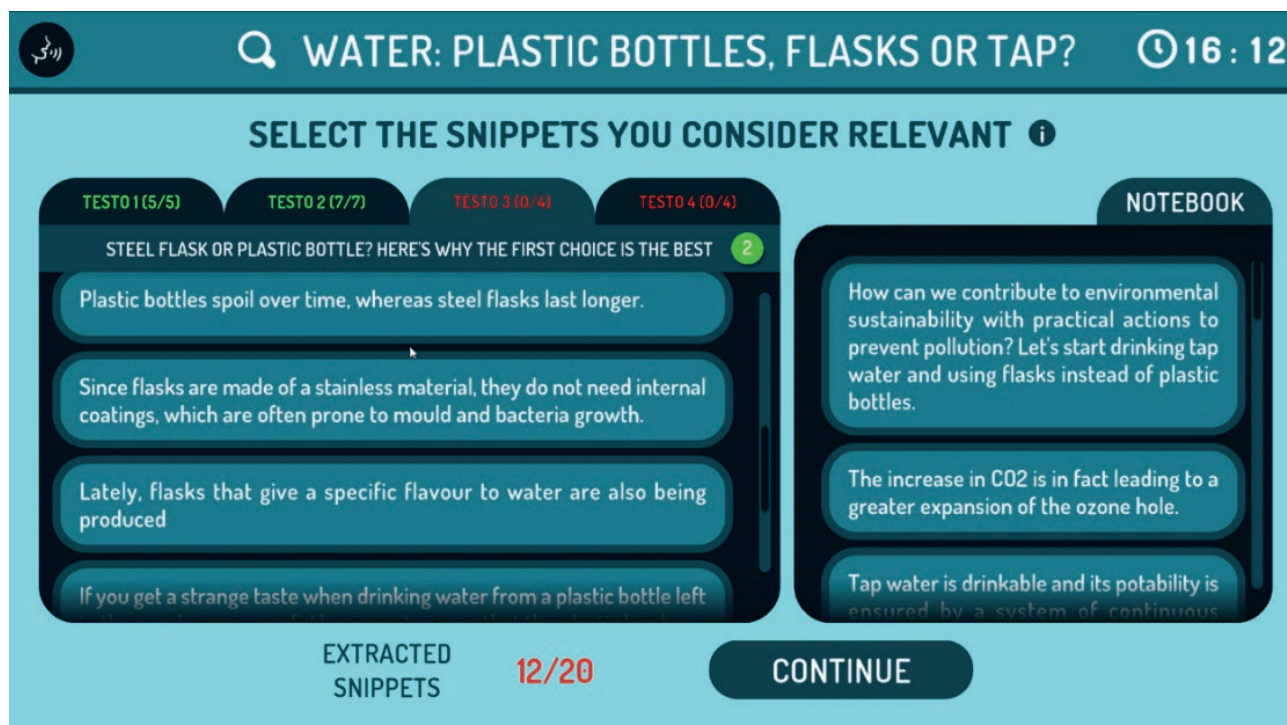 WATER: PLASTIC BOTTLES, FLASKS OR TAP?
16 : 12
SELECT THE SNIPPETS YOU CONSIDER RELEVANT i
TESTO 1 (5/5)
TESTO 2 (7/7)
TESTO 3 (0/4)
TESTO 4 (0/4)
STEEL FLASK OR PLASTIC BOTTLE? HERE'S WHY THE FIRST CHOICE IS THE BEST 2
Plastic bottles spoil over time, whereas steel flasks last longer.
Since flasks are made of a stainless material, they do not need internal
coatings, which are often prone to mould and bacteria growth.
Lately, flasks that give a specific flavour to water are also being
produced
If you get a strange taste when drinking water from a plastic bottle left
NOTEBOOK
How can we contribute to environmental
sustainability with practical actions to
prevent pollution? Let's start drinking tap
water and using flasks instead of plastic
bottles.
The increase in CO2 is in fact leading to a
greater expansion of the ozone hole.
Tap water is drinkable and its potability is
ensured by a system of continuous
EXTRACTED
SNIPPETS
12/20
CONTINUE